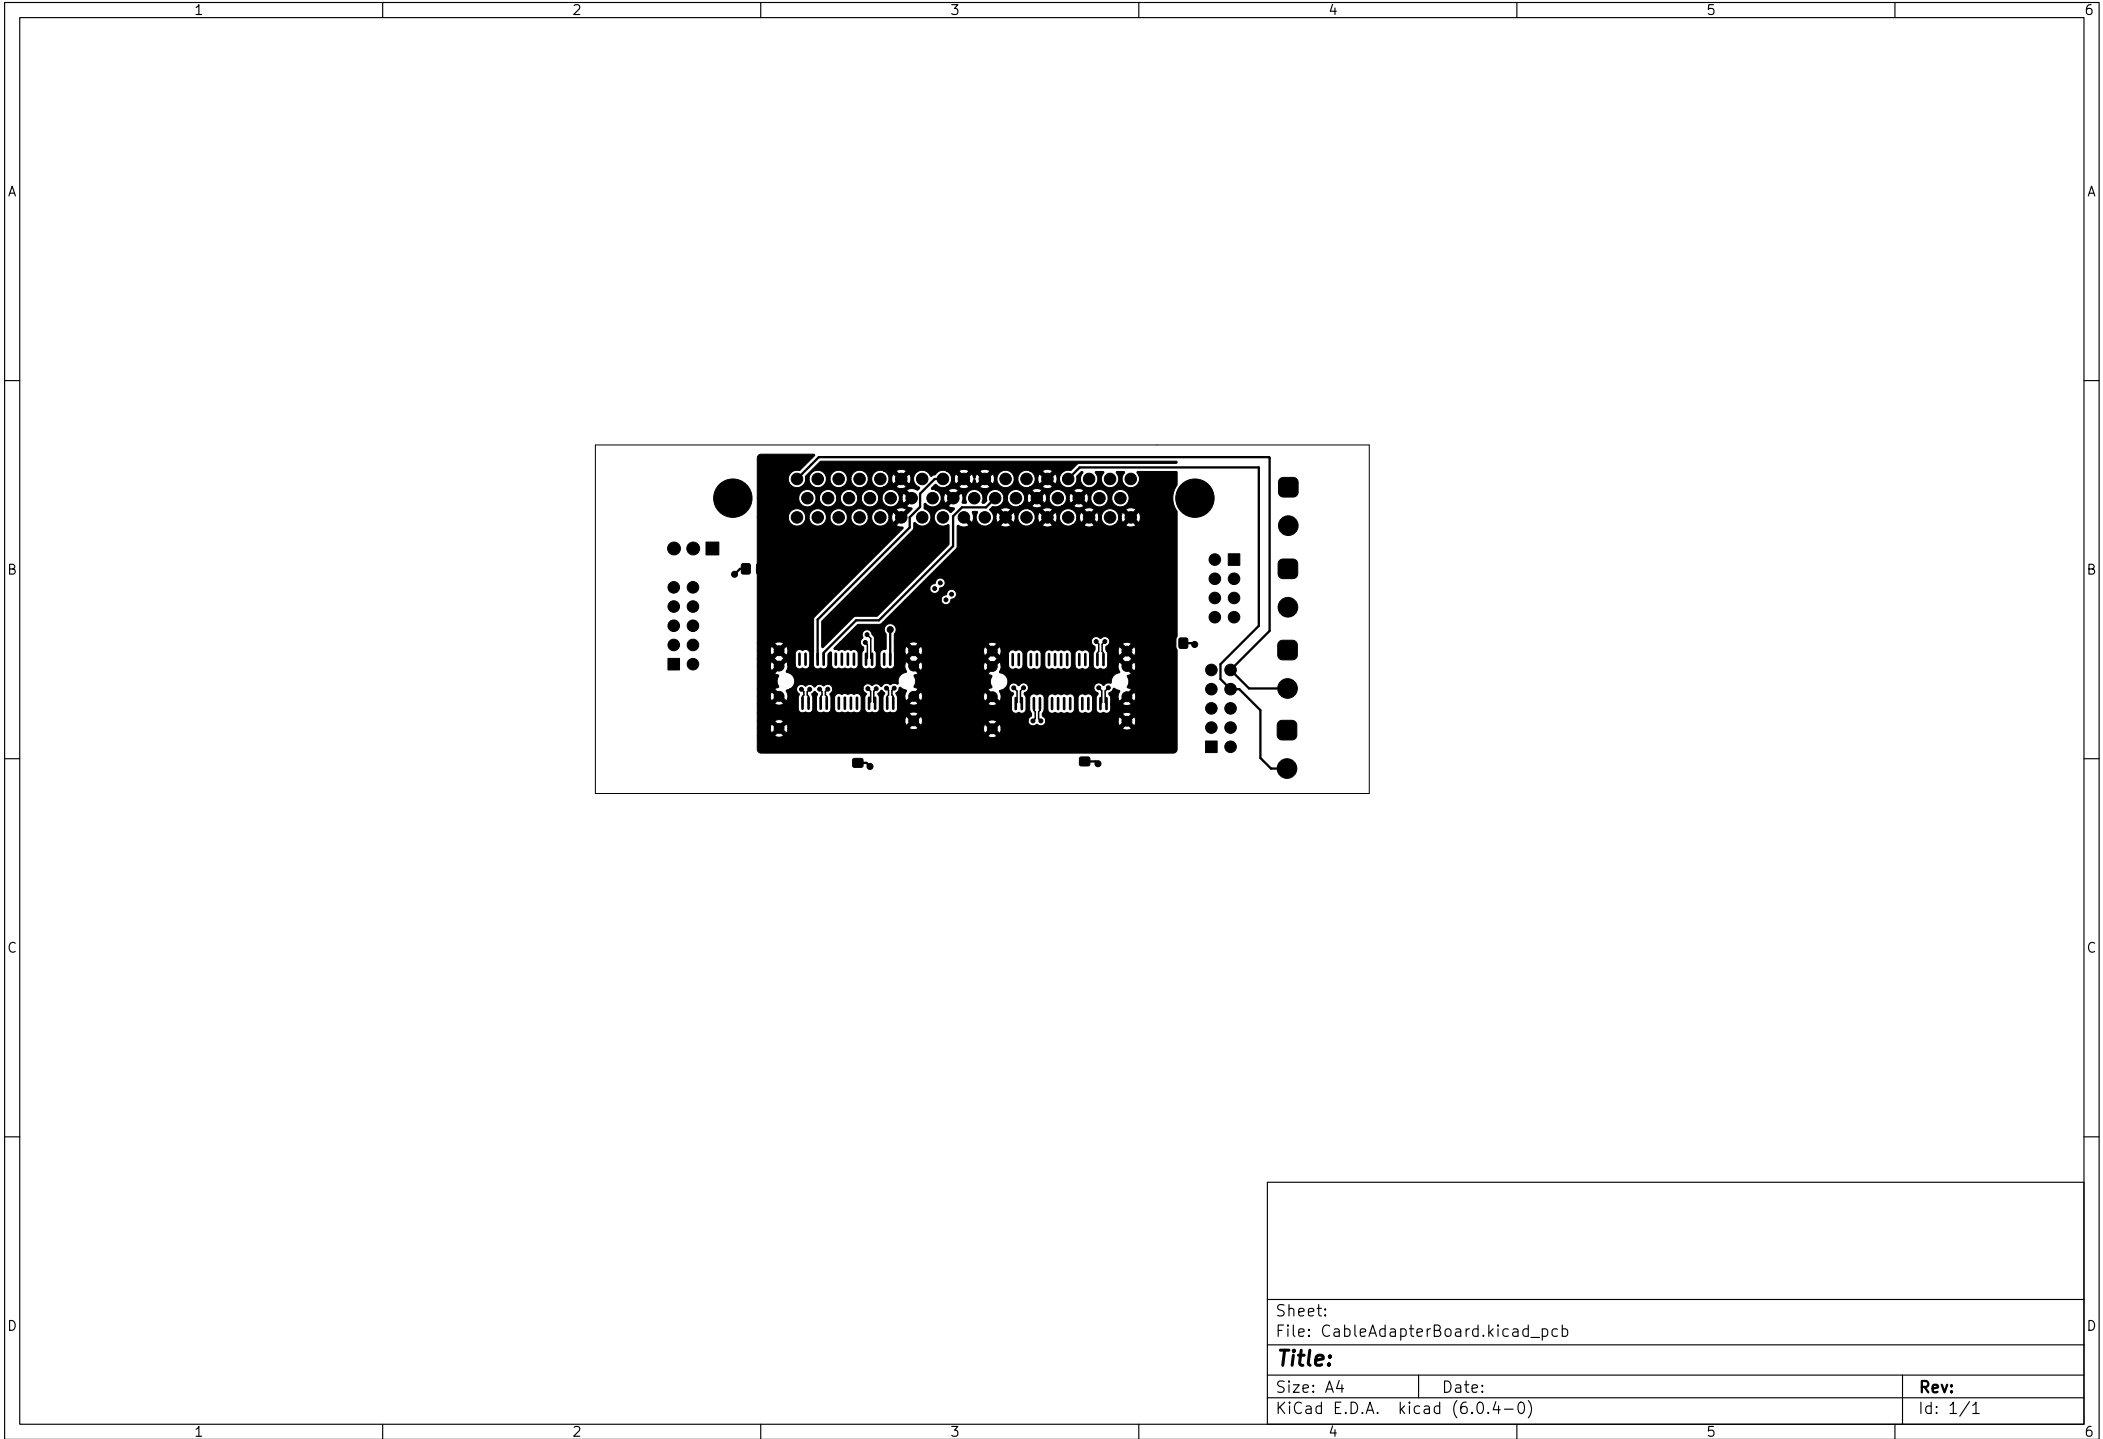 1 2 3 4 5 6
A A
B B
C C
D D
Sheet:
File: CableAdapterBoard.kicad_pcb
Title:
Size: A4 Date: Rev:
KiCad E.D.A. kicad (6.0.4-0) Id: 1/1
1 2 3 4 5 6